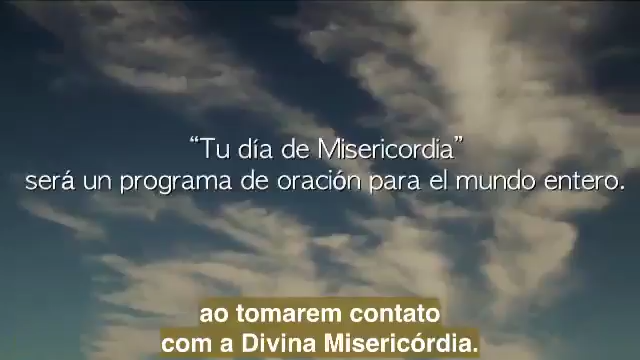 “Tu día de Misericordia”
será un programa de oración para el mundo entero.
ao tomarem contato
com a Divina Misericórdia.